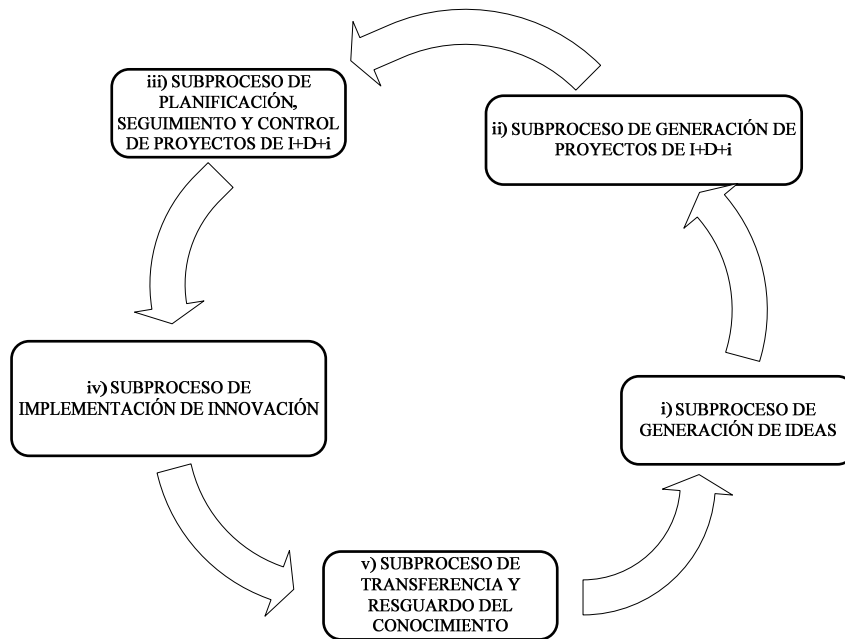 iii) SUBPROCESO DE
PLANIFICACIÓN,
SEGUIMIENTO Y CONTROL
DE PROYECTOS DE I+D+i
ii) SUBPROCESO DE GENERACIÓN DE
PROYECTOS DE I+D+i
iv) SUBPROCESO DE
IMPLEMENTACIÓN DE INNOVACIÓN
i) SUBPROCESO DE
GENERACIÓN DE IDEAS
v) SUBPROCESO DE
TRANSFERENCIA Y
RESGUARDO DEL
CONOCIMIENTO